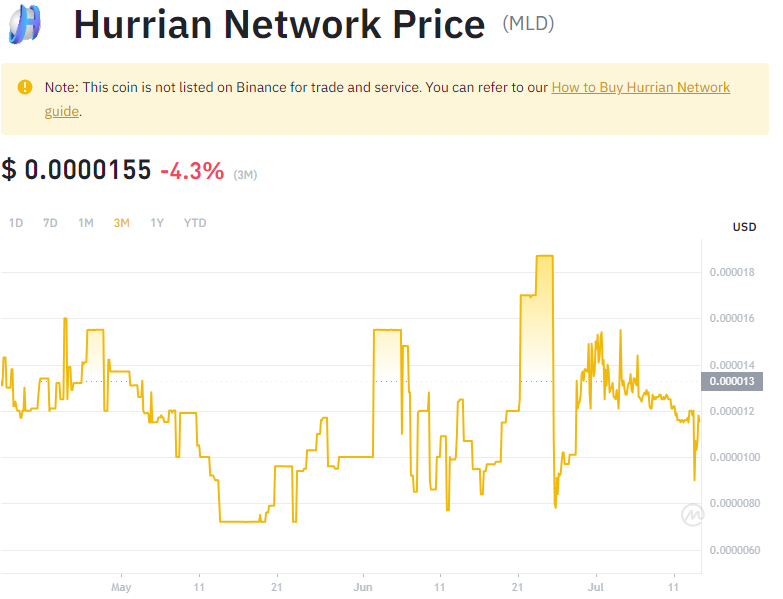 Hurrian Network Price (MLD)
Note: This coin is not listed on Binance for trade and service. You can refer to our How to Buy Hurrian Network
guide.
$ 0.0000155 -4.3% (3M)
1D 7D 1M 3M 1Y YTD
USD
0.000018
0.000016
0.000014
0.000013
0.000012
0.0000100
0.0000080
0.0000060
May 11 21 Jun 11 21 Jul 11